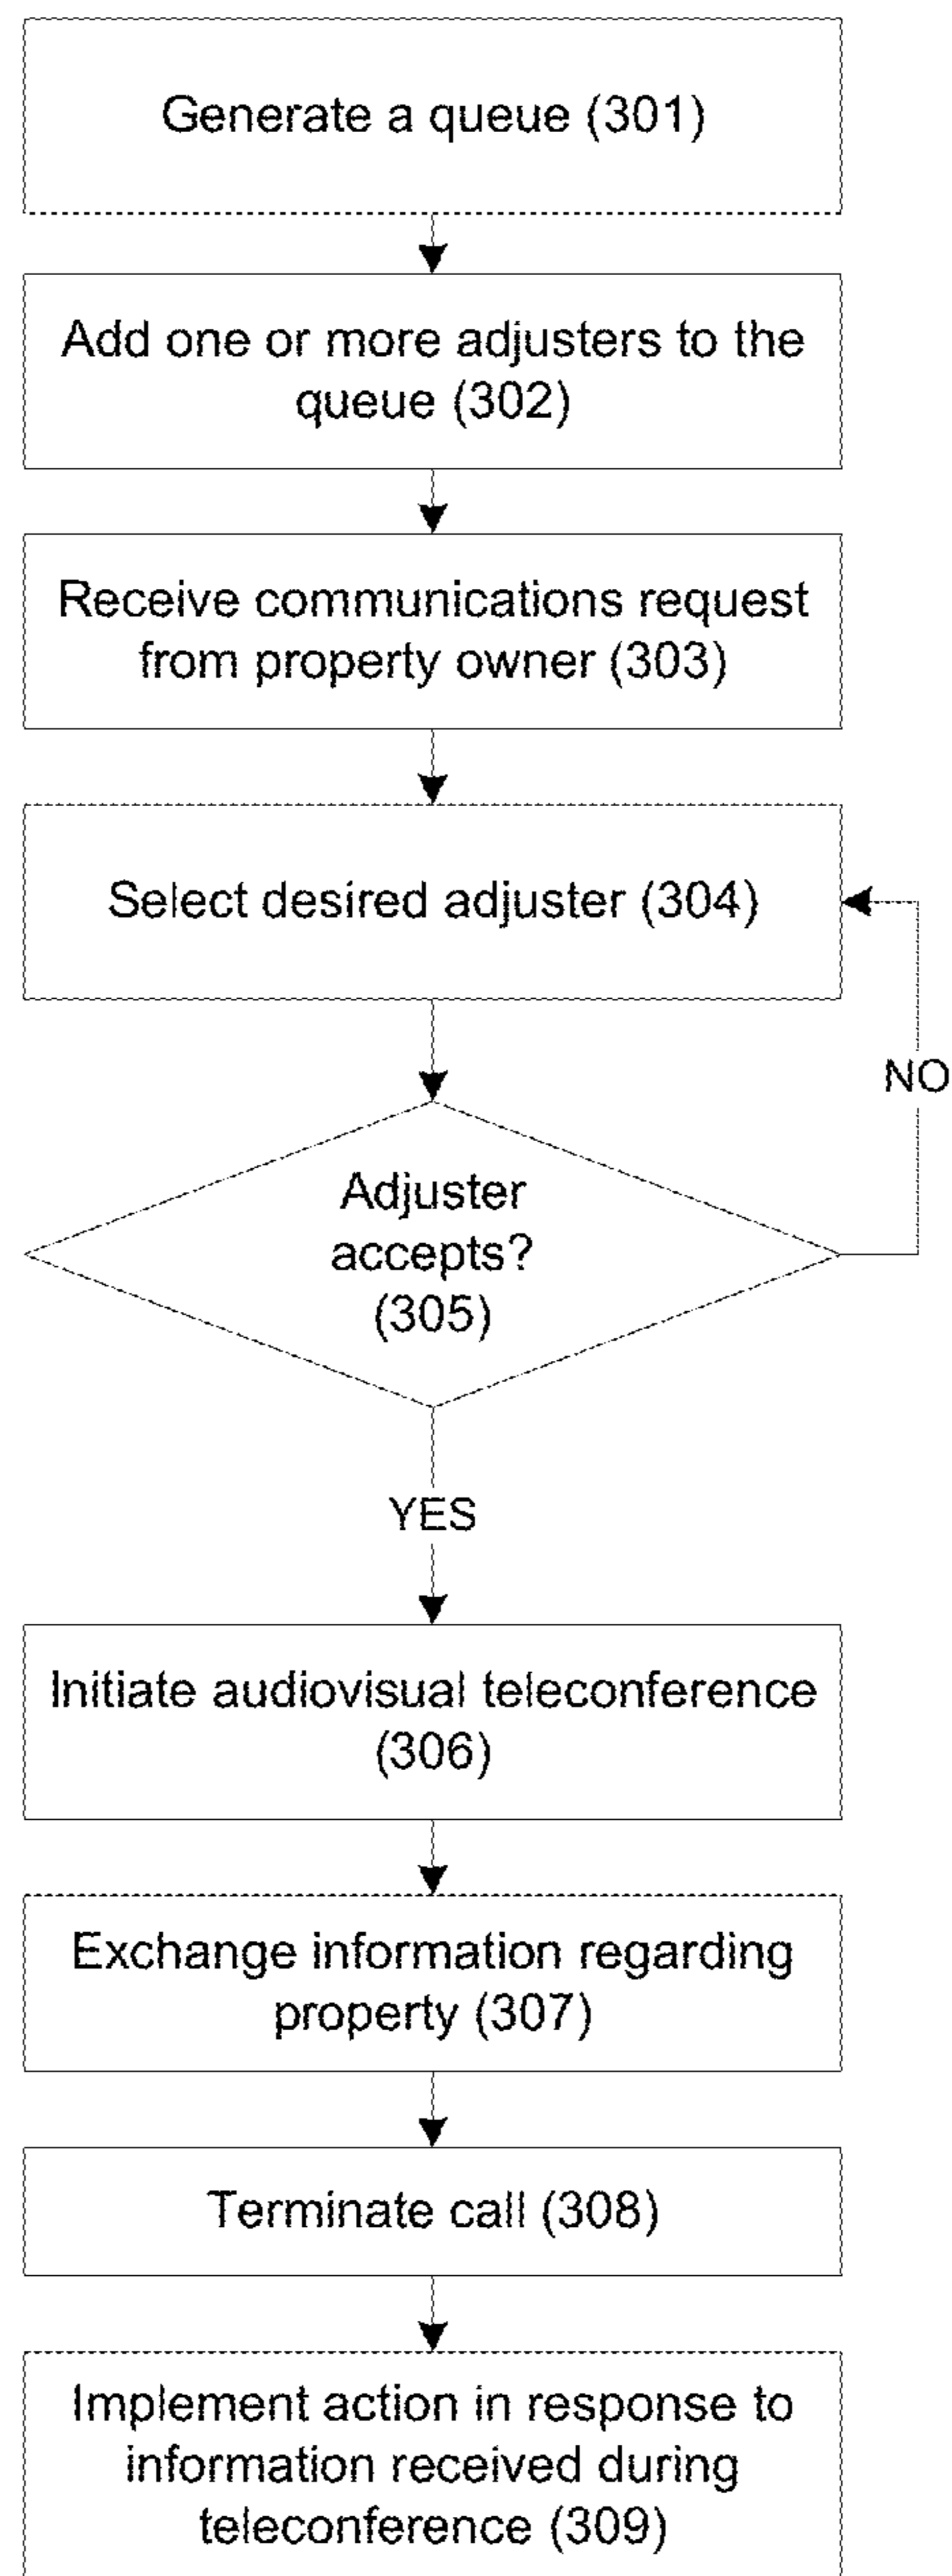 Generate a queue (301)
Add one or more adjusters to the
queue (302)
Receive communications request
from property owner (303)
Select desired adjuster (304)
NO
Adjuster
accepts?
(305)
YES
Initiate audiovisual teleconference
(306)
Exchange information regarding
property (307)
Terminate call (308)
Implement action in response to
information received during
teleconference (309)